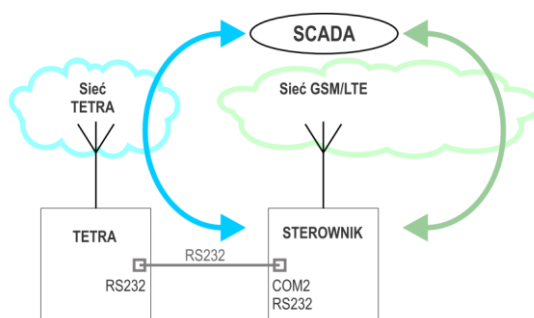 SCADA
Sieć
TETRA
Sieć GSM/LTE
TETRA
STEROWNIK
RS232
RS232
COM2
RS232